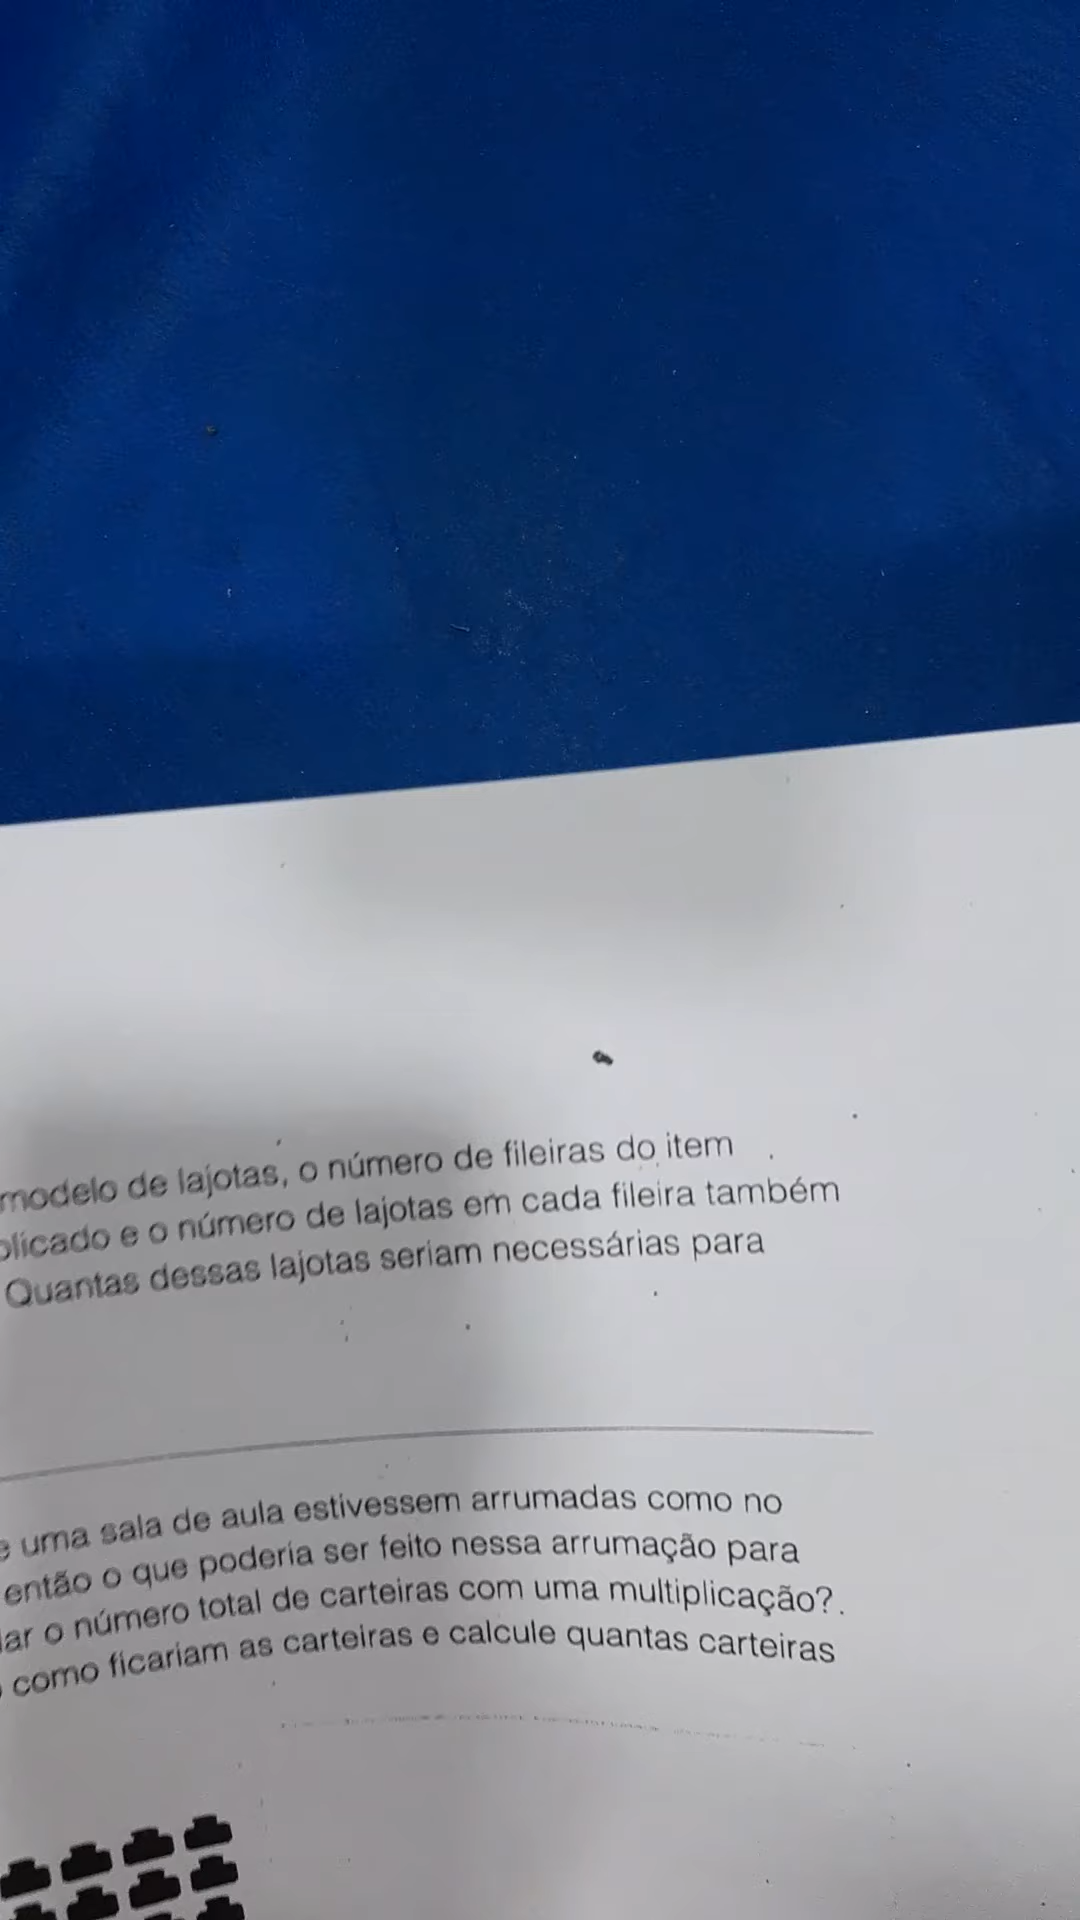 modelo de lajotas, o número de fileiras do item
plicado e o número de lajotas em cada fileira também
Quantas dessas lajotas seriam necessárias para
e uma sala de aula estivessem arrumadas como no
então o que poderia ser feito nessa arrumação para
lar o número total de carteiras com uma multiplicação?.
como ficariam as carteiras e calcule quantas carteiras